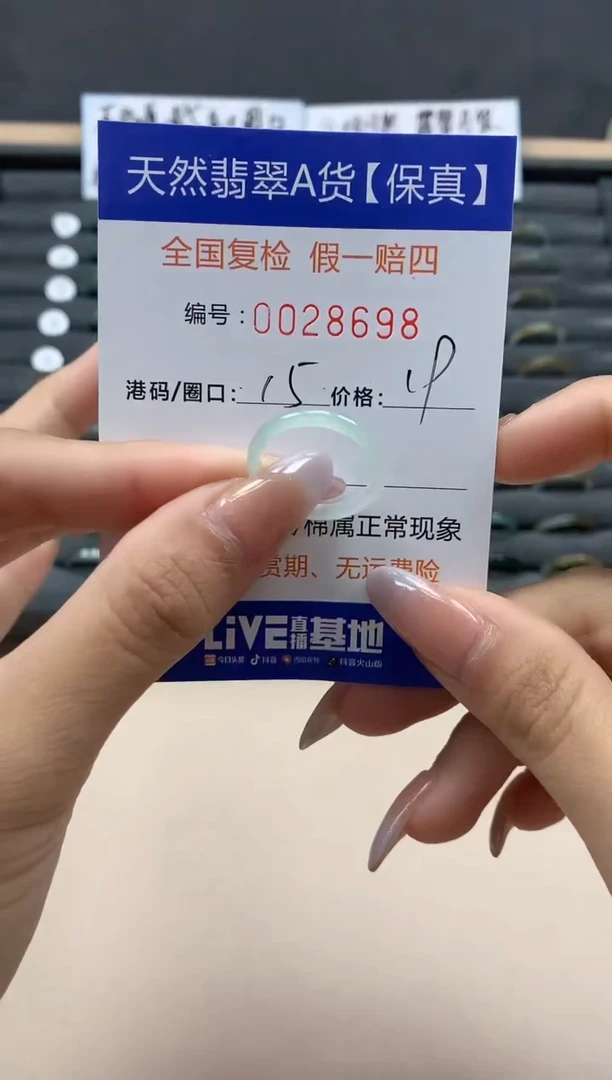 天然翡翠A货【保真】
全国复检 假一赔四
编号:0028698
港码/圈口: 15 价格:
棉属正常现象
赏期、无运费险
LiVE直播基地
今日头条 抖音 西瓜视频 抖音火山版